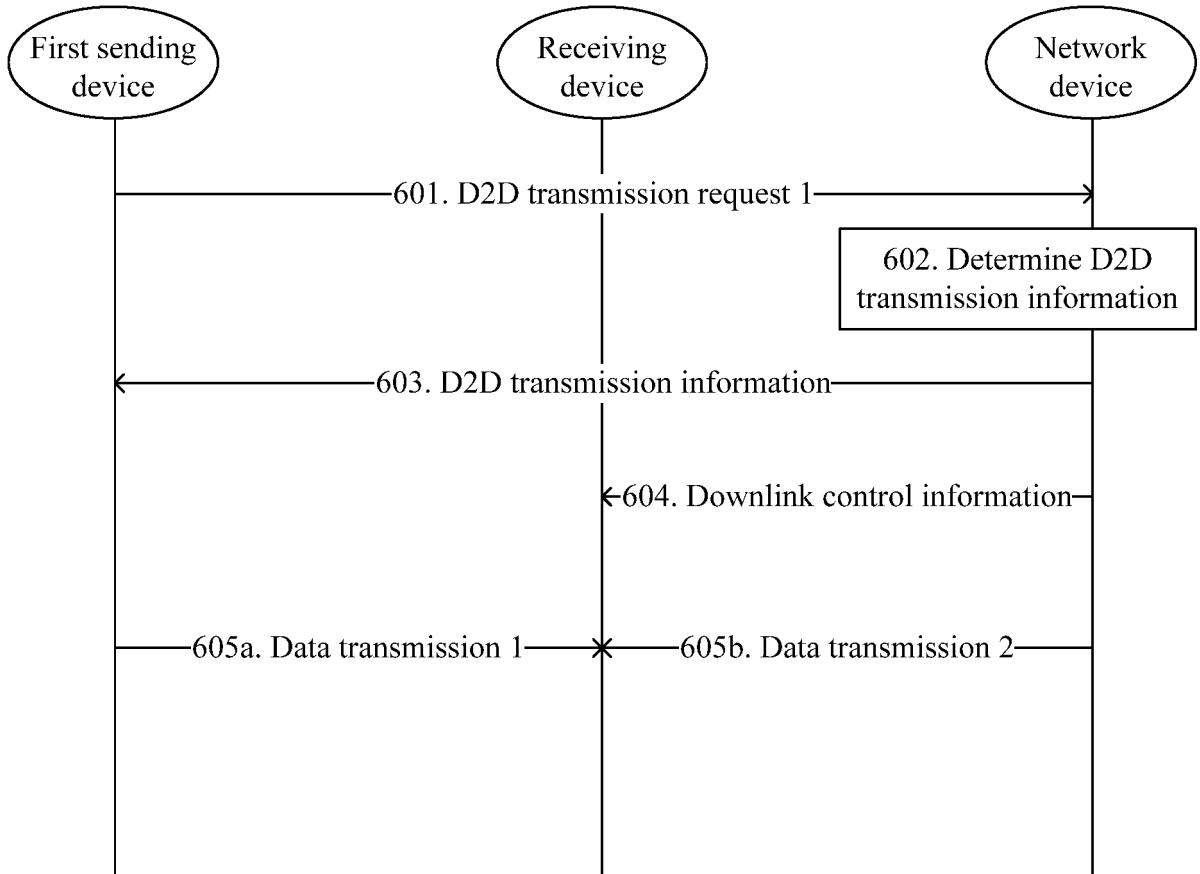 First sending
device
Receiving
device
Network
device
601. D2D transmission request 1
602. Determine D2D
transmission information
603. D2D transmission information
604. Downlink control information
605a. Data transmission 1
605b. Data transmission 2